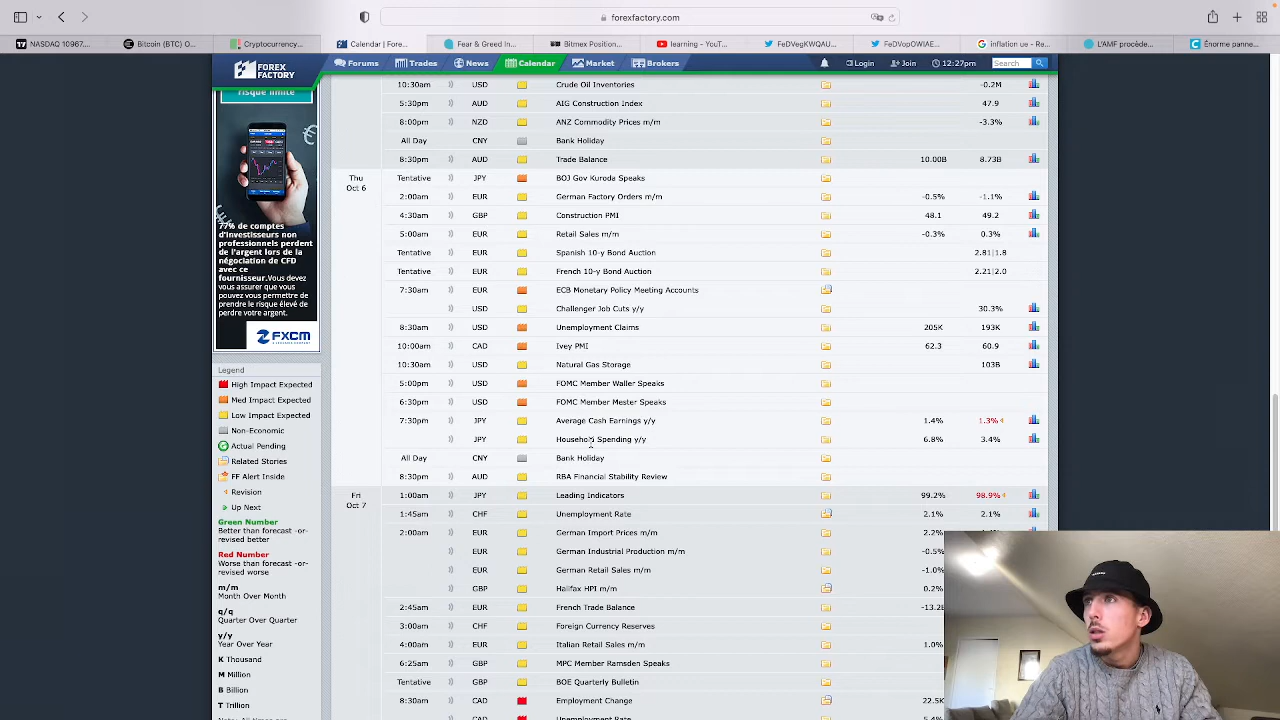 forexfactory.com
NASDAQ 10967....
Bitcoin (BTC) O...
Cryptocurrency...
Calendar | Fore...
Fear & Greed In...
Bitmex Position...
learning - YouT...
FedVegKWQAU...
FedVopOWIAE...
inflation ue - Re...
L'AMF procède...
Énorme panne...
FOREX
FACTORY
Forums
Trades
News
Calendar
Market
Brokers
Login
Join
12:27pm
Search
risque limité
77% de comptes
d'investisseurs non
professionnels perdent
de l'argent lors de la
négociation de CFD
avec ce
fournisseur.Vous devez
vous assurer que vous
pouvez vous permettre de
prendre le risque élevé de
perdre votre argent.
FXCM
Legend
High Impact Expected
Med Impact Expected
Low Impact Expected
Non-Economic
Actual Pending
Related Stories
FF Alert Inside
Revision
Up Next
Green Number
Better than forecast -or-
revised better
Red Number
Worse than forecast -or-
revised worse
m/m
Month Over Month
q/q
Quarter Over Quarter
y/y
Year Over Year
K Thousand
M Million
B Billion
T Trillion
10:30am USD Crude Oil Inventories -0.2M
5:30pm AUD AIG Construction Index 47.9
8:00pm NZD ANZ Commodity Prices m/m -3.3%
All Day CNY Bank Holiday
8:30pm AUD Trade Balance 10.00B 8.73B
Thu
Oct 6
Tentative JPY BOJ Gov Kuroda Speaks
2:00am EUR German Factory Orders m/m -0.5% -1.1%
4:30am GBP Construction PMI 48.1 49.2
5:00am EUR Retail Sales m/m -0.3% 0.3%
Tentative EUR Spanish 10-y Bond Auction 2.81|1.8
Tentative EUR French 10-y Bond Auction 2.21|2.0
7:30am EUR ECB Monetary Policy Meeting Accounts
USD Challenger Job Cuts y/y 30.3%
8:30am USD Unemployment Claims 205K 193K
10:00am CAD Ivey PMI 62.3 60.9
10:30am USD Natural Gas Storage 103B
5:00pm USD FOMC Member Waller Speaks
6:30pm USD FOMC Member Mester Speaks
7:30pm JPY Average Cash Earnings y/y 1.4% 1.3%
JPY Household Spending y/y 6.8% 3.4%
All Day CNY Bank Holiday
8:30pm AUD RBA Financial Stability Review
Fri
Oct 7
1:00am JPY Leading Indicators 99.2% 98.9%
1:45am CHF Unemployment Rate 2.1% 2.1%
2:00am EUR German Import Prices m/m 2.2%
EUR German Industrial Production m/m -0.5%
EUR German Retail Sales m/m -1.0%
GBP Halifax HPI m/m 0.2%
2:45am EUR French Trade Balance -13.2B
3:00am CHF Foreign Currency Reserves
4:00am EUR Italian Retail Sales m/m 1.0%
6:25am GBP MPC Member Ramsden Speaks
Tentative GBP BOE Quarterly Bulletin
8:30am CAD Employment Change 22.5K
CAD Unemployment Rate